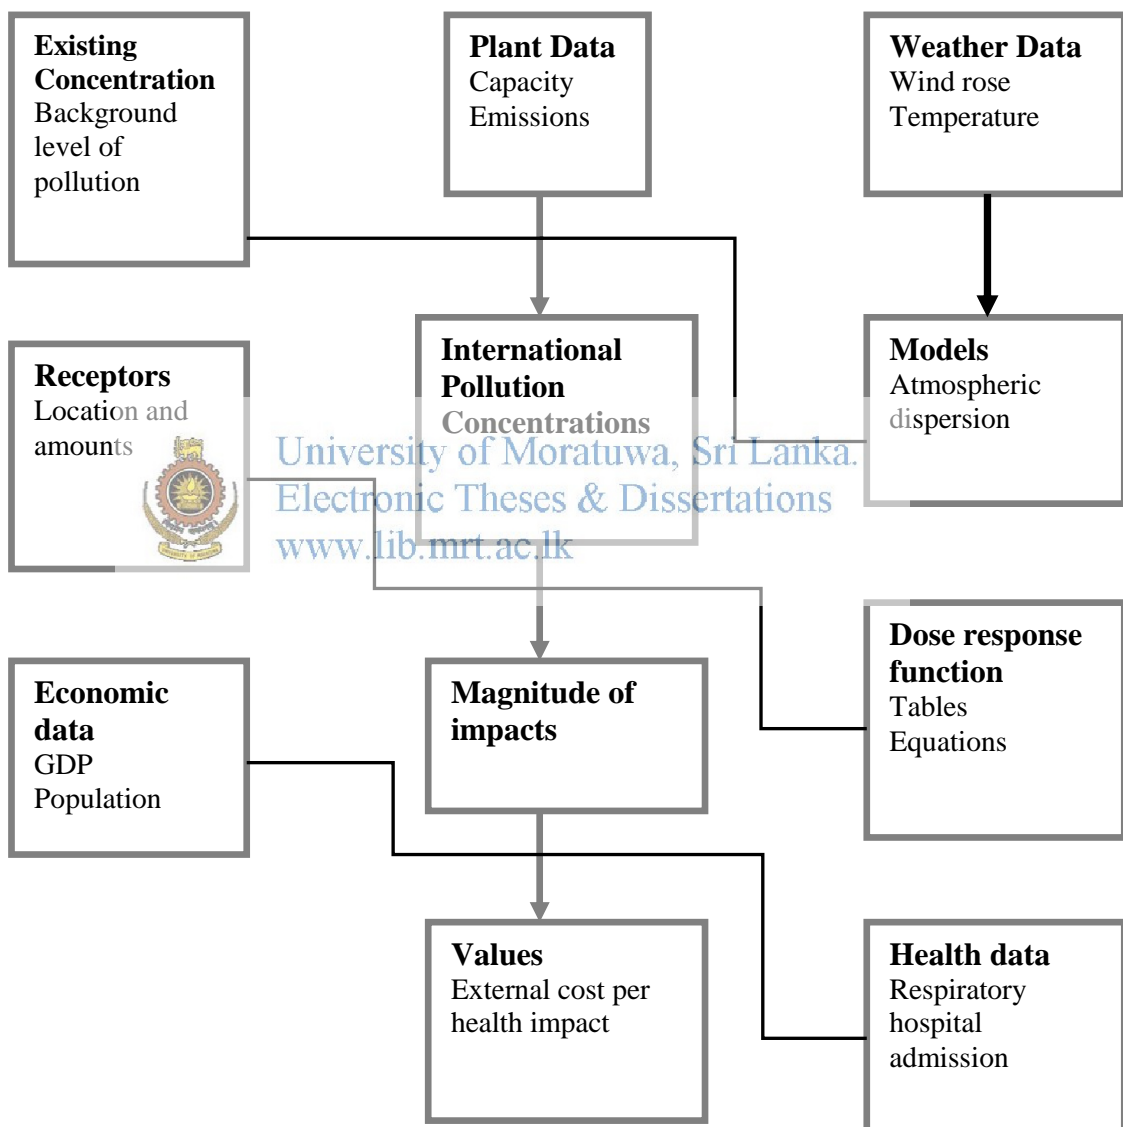 Existing
Concentration
Background
level of
pollution
Plant Data
Capacity
Emissions
Weather Data
Wind rose
Temperature
Receptors
Location and
amounts
International
Pollution
Concentrations
Models
Atmospheric
dispersion
University of Moratuwa, Sri Lanka.
Electronic Theses & Dissertations
www.lib.mrt.ac.lk
Economic
data
GDP
Population
Magnitude of
impacts
Dose response
function
Tables
Equations
Values
External cost per
health impact
Health data
Respiratory
hospital
admission